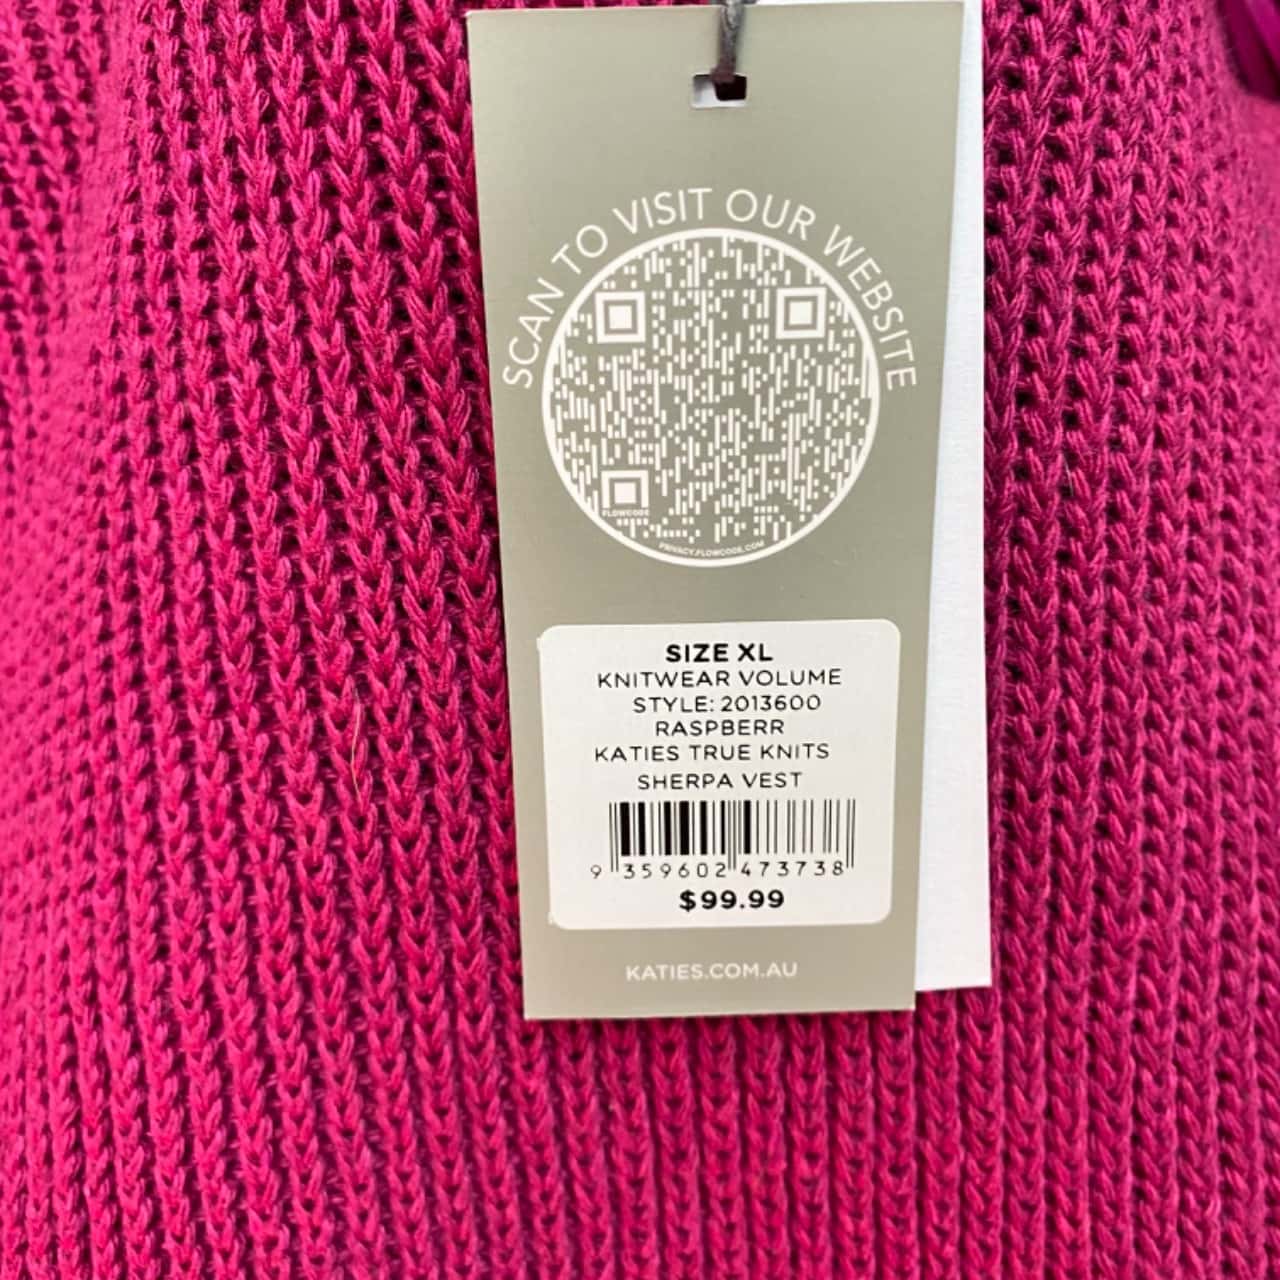 SCAN TO VISIT OUR WEBSITE
FLOWCODE
PRIVACY.FLOWCODE.COM
SIZE XL
KNITWEAR VOLUME
STYLE: 2013600
RASPBERR
KATIES TRUE KNITS
SHERPA VEST
9 359602 473738
$99.99
KATIES.COM.AU